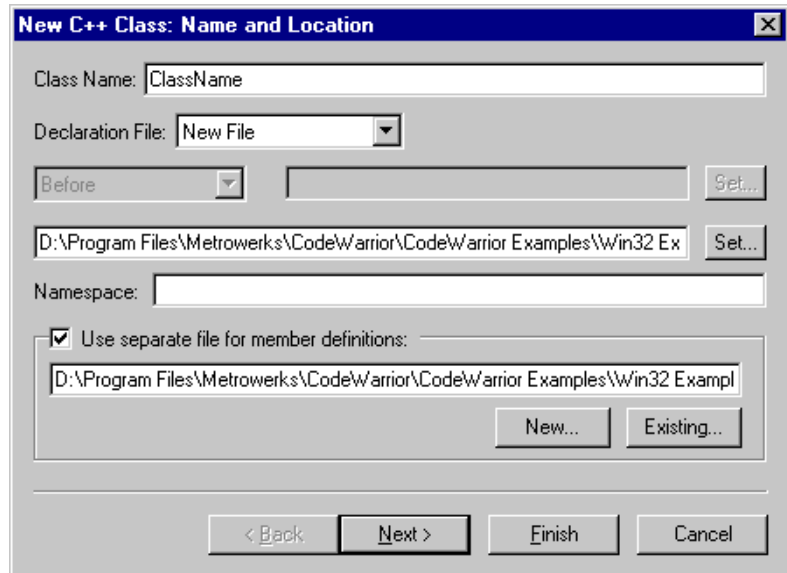 New C++ Class: Name and Location
Class Name: ClassName
Declaration File: New File
Before Set...
D:\Program Files\Metrowerks\CodeWarrior\CodeWarrior Examples\Win32 Ex Set...
Namespace:
Use separate file for member definitions:
D:\Program Files\Metrowerks\CodeWarrior\CodeWarrior Examples\Win32 Exampl
New... Existing...
< Back Next > Finish Cancel